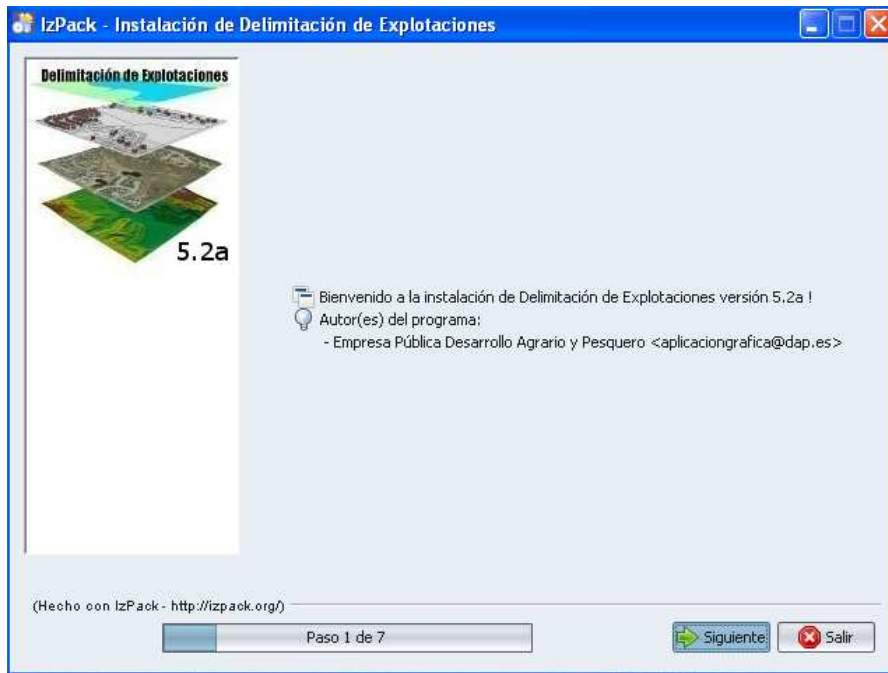 IzPack - Instalación de Delimitación de Explotaciones
Delimitación de Explotaciones
5.2a
Bienvenido a la instalación de Delimitación de Explotaciones versión 5.2a !
Autor(es) del programa:
- Empresa Pública Desarrollo Agrario y Pesquero <aplicaciongrafica@dap.es>
(Hecho con IzPack - http://izpack.org/)
Paso 1 de 7
Siguiente
Salir